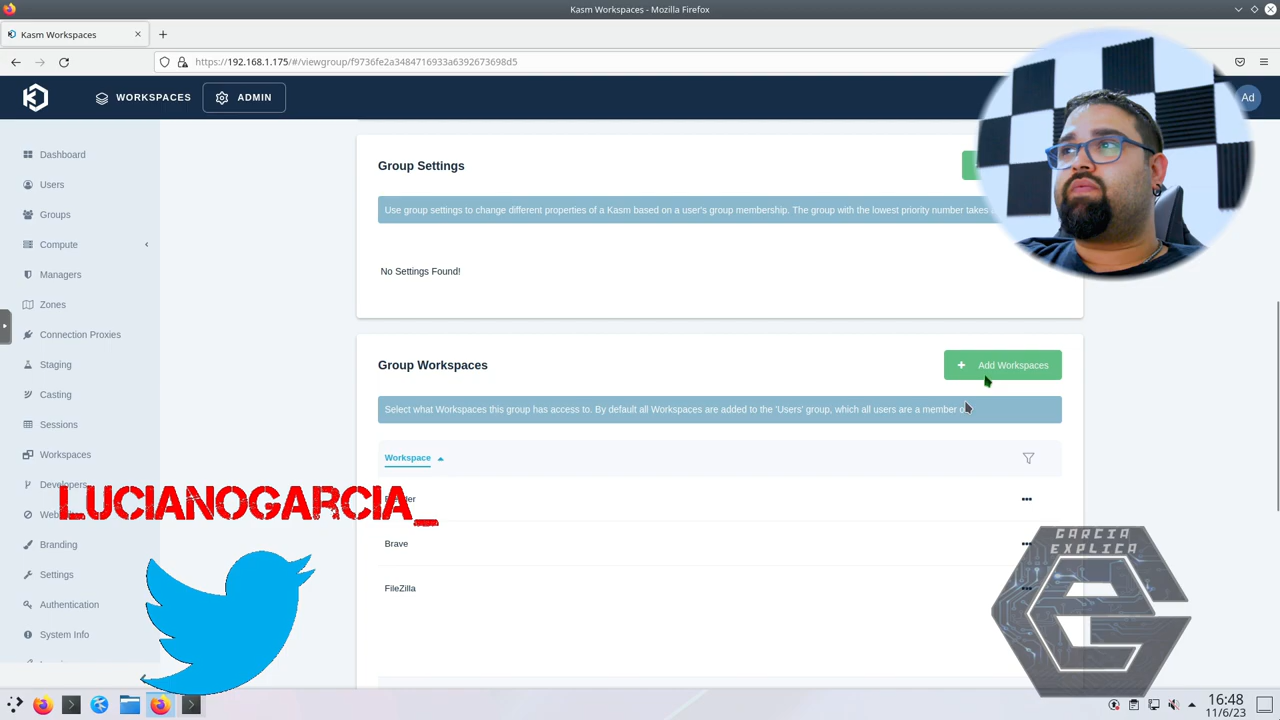 Kasm Workspaces - Mozilla Firefox
Kasm Workspaces
https://192.168.1.175/#/viewgroup/f9736fe2a3484716933a6392673698d5
WORKSPACES
ADMIN
Ad
Dashboard
Users
Groups
Compute
Managers
Zones
Connection Proxies
Staging
Casting
Sessions
Workspaces
Developers
Branding
Settings
Authentication
System Info
Group Settings
Use group settings to change different properties of a Kasm based on a user's group membership. The group with the lowest priority number takes
No Settings Found!
Group Workspaces
Add Workspaces
Select what Workspaces this group has access to. By default all Workspaces are added to the 'Users' group, which all users are a member
Workspace
Brave
FileZilla
LUCIANOGARCIA_
GARCIA
EXPLICA
16:48
11/6/23